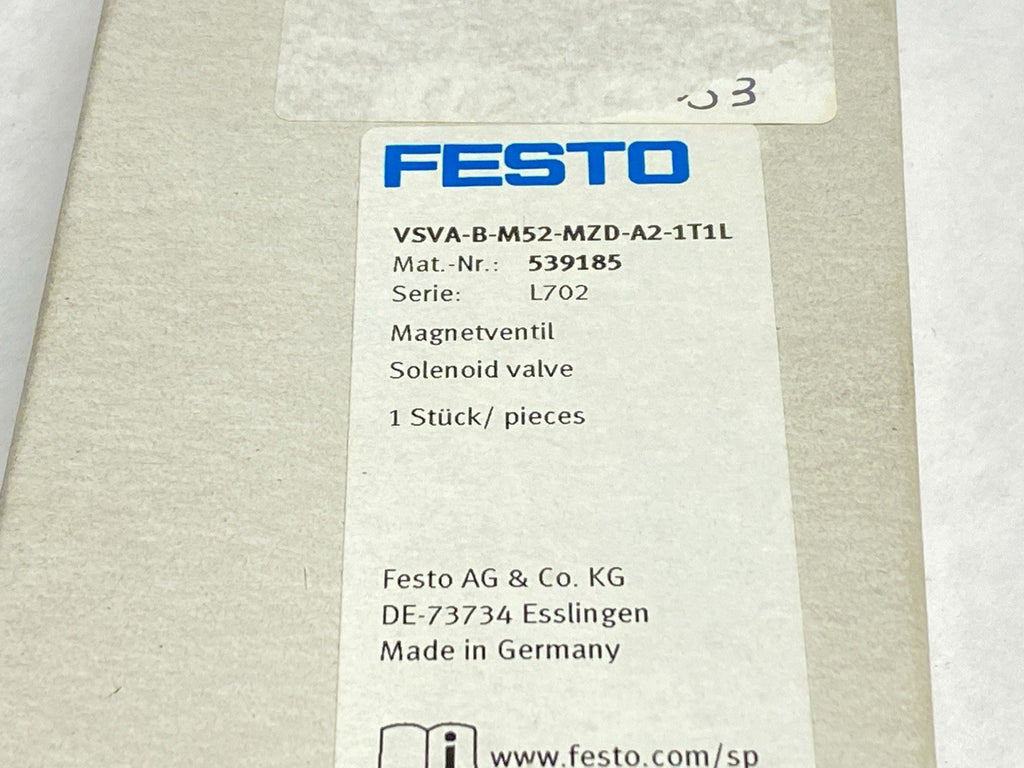 3
FESTO
VSVA-B-M52-MZD-A2-1T1L
Mat.-Nr.: 539185
Serie: L702
Magnetventil
Solenoid valve
1 Stück/ pieces
Festo AG & Co. KG
DE-73734 Esslingen
Made in Germany
i www.festo.com/sp